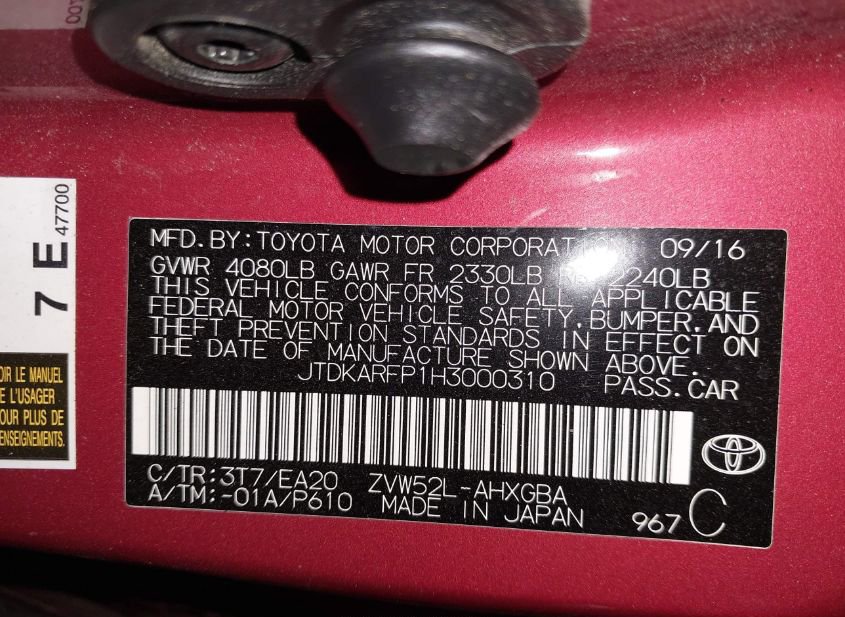 7 E
47700
OIR LE MANUEL
E L'USAGER
OUR PLUS DE
ENSEIGNEMENTS.
MFD.BY:TOYOTA MOTOR CORPORATION 09/16
GVWR 4080LB GAWR FR 2330LB RR 2240LB
THIS VEHICLE CONFORMS TO ALL APPLICABLE
FEDERAL MOTOR VEHICLE SAFETY,BUMPER,AND
THEFT PREVENTION STANDARDS IN EFFECT ON
THE DATE OF MANUFACTURE SHOWN ABOVE.
JTDKARFP1H3000310 PASS.CAR
C/TR:3T7/EA20 ZVW52L-AHXGBA
A/TM:-01A/P610 MADE IN JAPAN 967 C